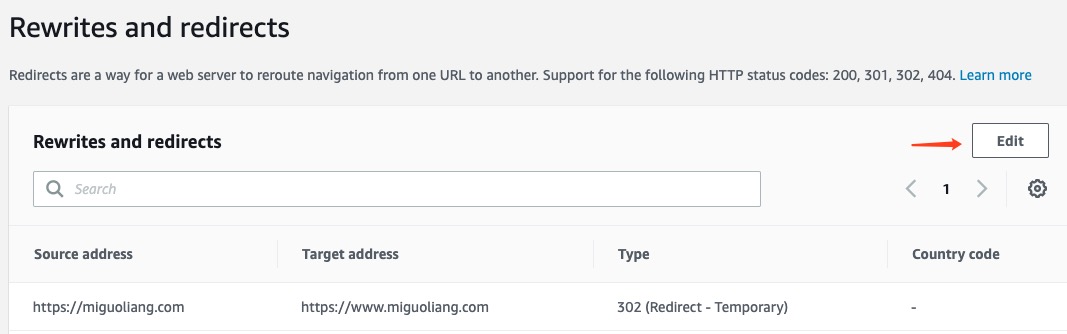 Rewrites and redirects
Redirects are a way for a web server to reroute navigation from one URL to another. Support for the following HTTP status codes: 200, 301, 302, 404. Learn more
Rewrites and redirects
Edit
Search
1
Source address Target address Type Country code
https://miguoliang.com https://www.miguoliang.com 302 (Redirect - Temporary) -